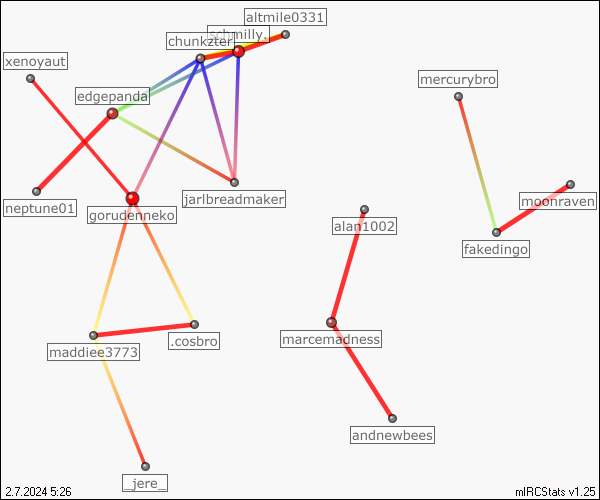 altmile0331
schmilly.
chunkzter
xenoyaut
mercurybro
edgepanda
jarlbreadmaker
moonraven
neptune01
gorudenneko
alan1002
fakedingo
marcemadness
.cosbro
maddiee3773
andnewbees
_jere_
2.7.2024 5:26
mIRCStats v1.25